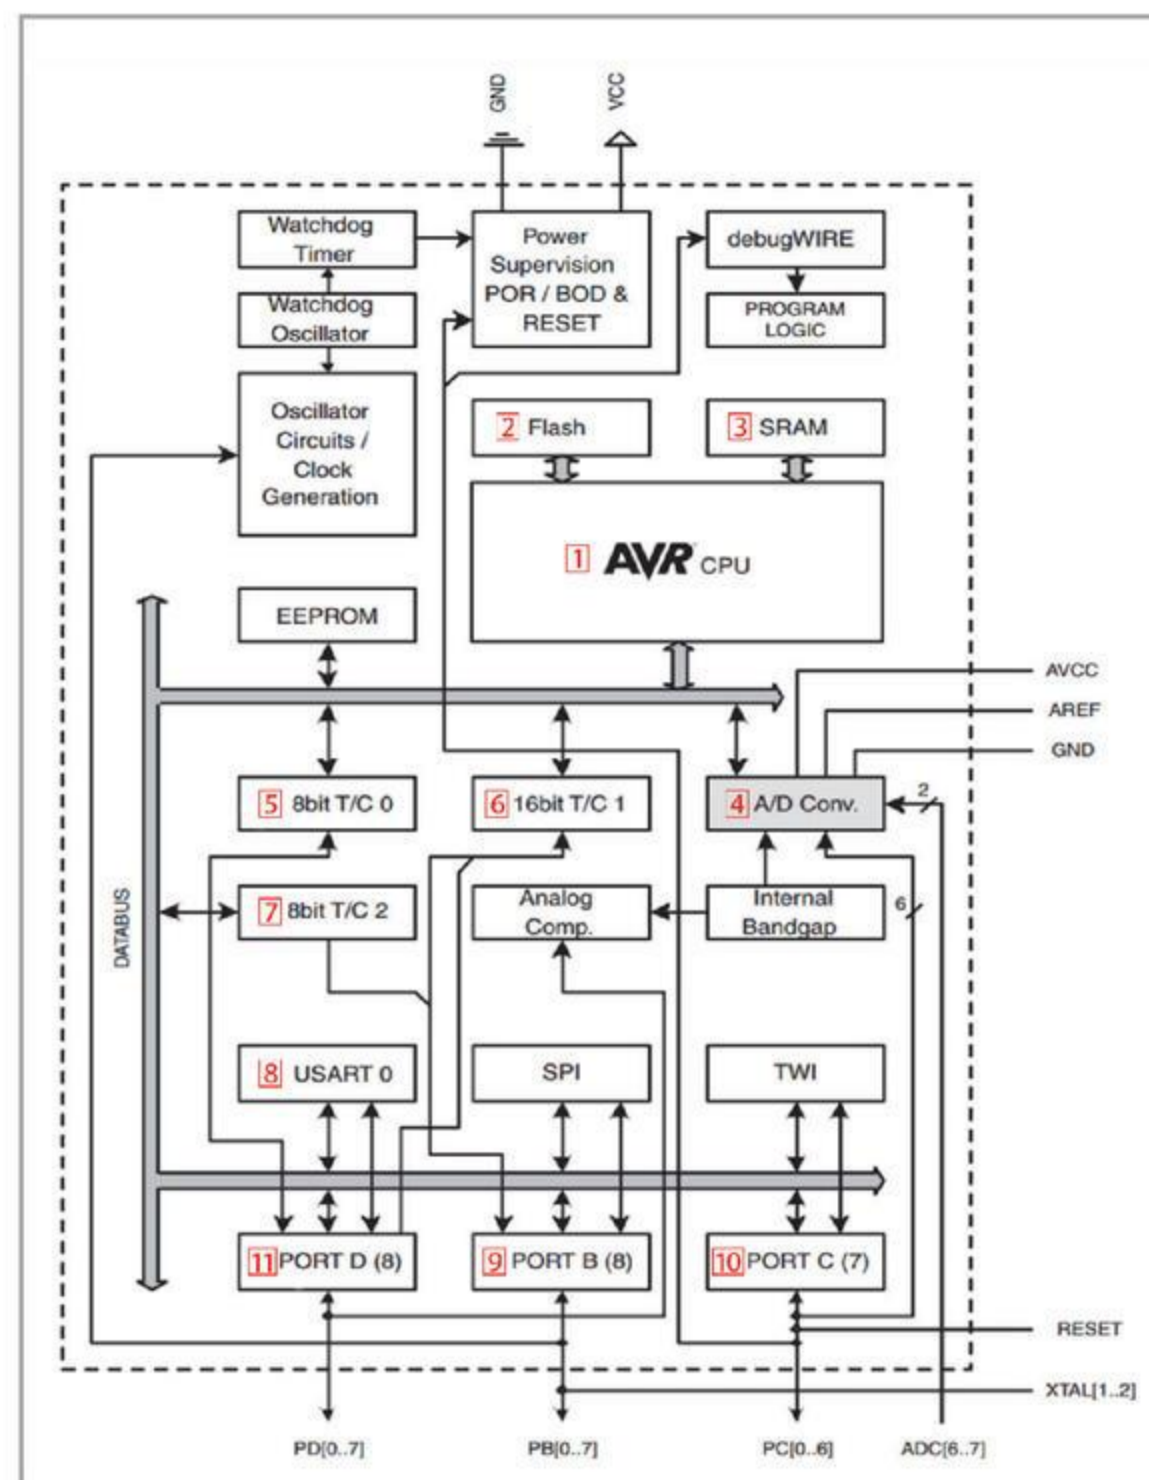 GND
VCC
Watchdog
Timer
Power
Supervision
POR / BOD &
RESET
debugWIRE
Watchdog
Oscillator
PROGRAM
LOGIC
Oscillator
Circuits /
Clock
Generation
2 Flash
3 SRAM
1 AVR CPU
EEPROM
AVCC
AREF
GND
5 8bit T/C 0
6 16bit T/C 1
4 A/D Conv.
2
DATABUS
7 8bit T/C 2
Analog
Comp.
Internal
Bandgap
6
8 USART 0
SPI
TWI
11 PORT D (8)
9 PORT B (8)
10 PORT C (7)
RESET
XTAL[1..2]
PD[0..7]
PB[0..7]
PC[0..6]
ADC[6..7]